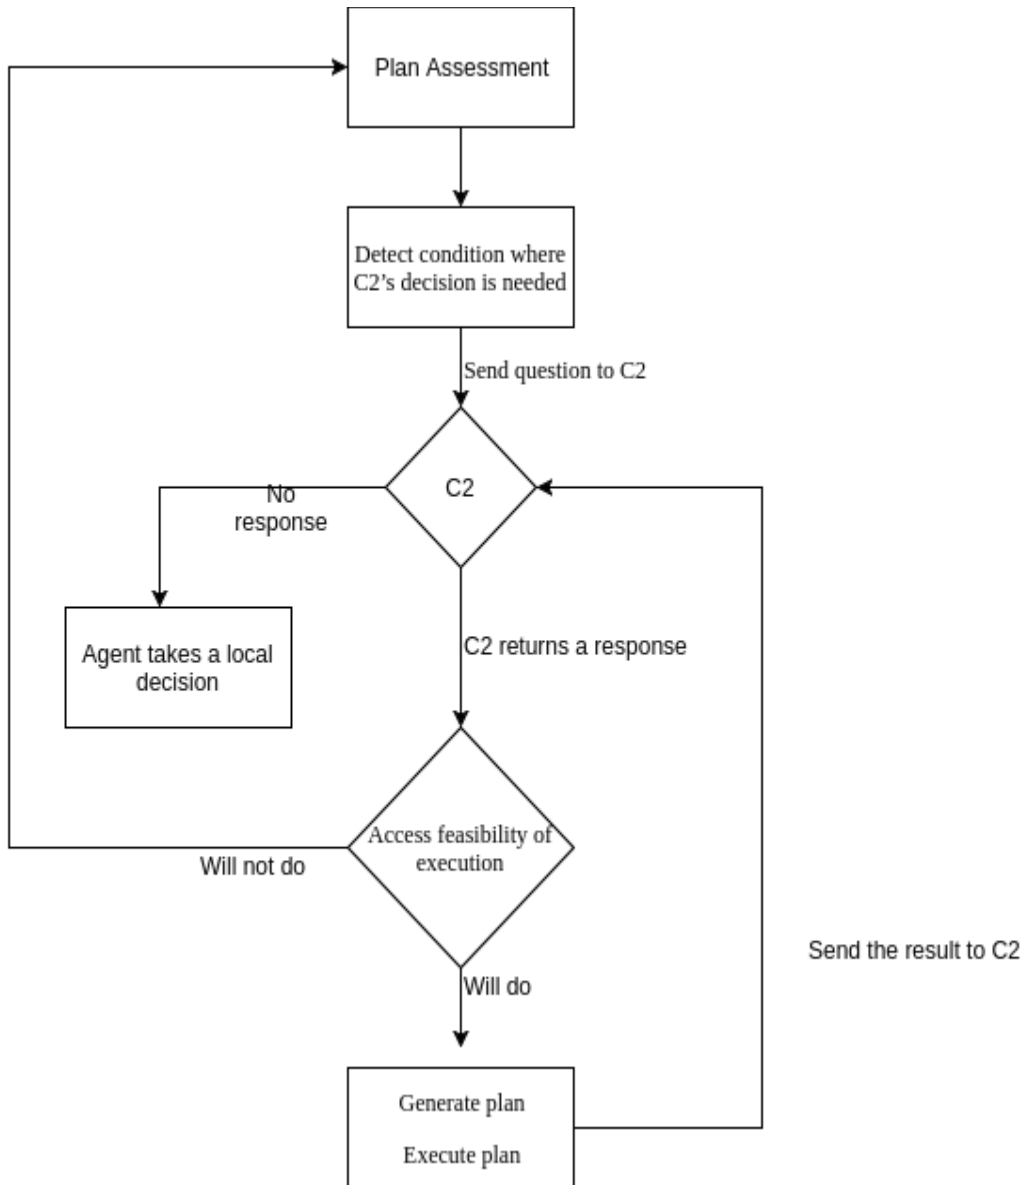 Plan Assessment
Detect condition where
C2’s decision is needed
Send question to C2
C2
No
response
Agent takes a local
decision
C2 returns a response
Access feasibility of
execution
Will not do
Send the result to C2
Will do
Generate plan
Execute plan